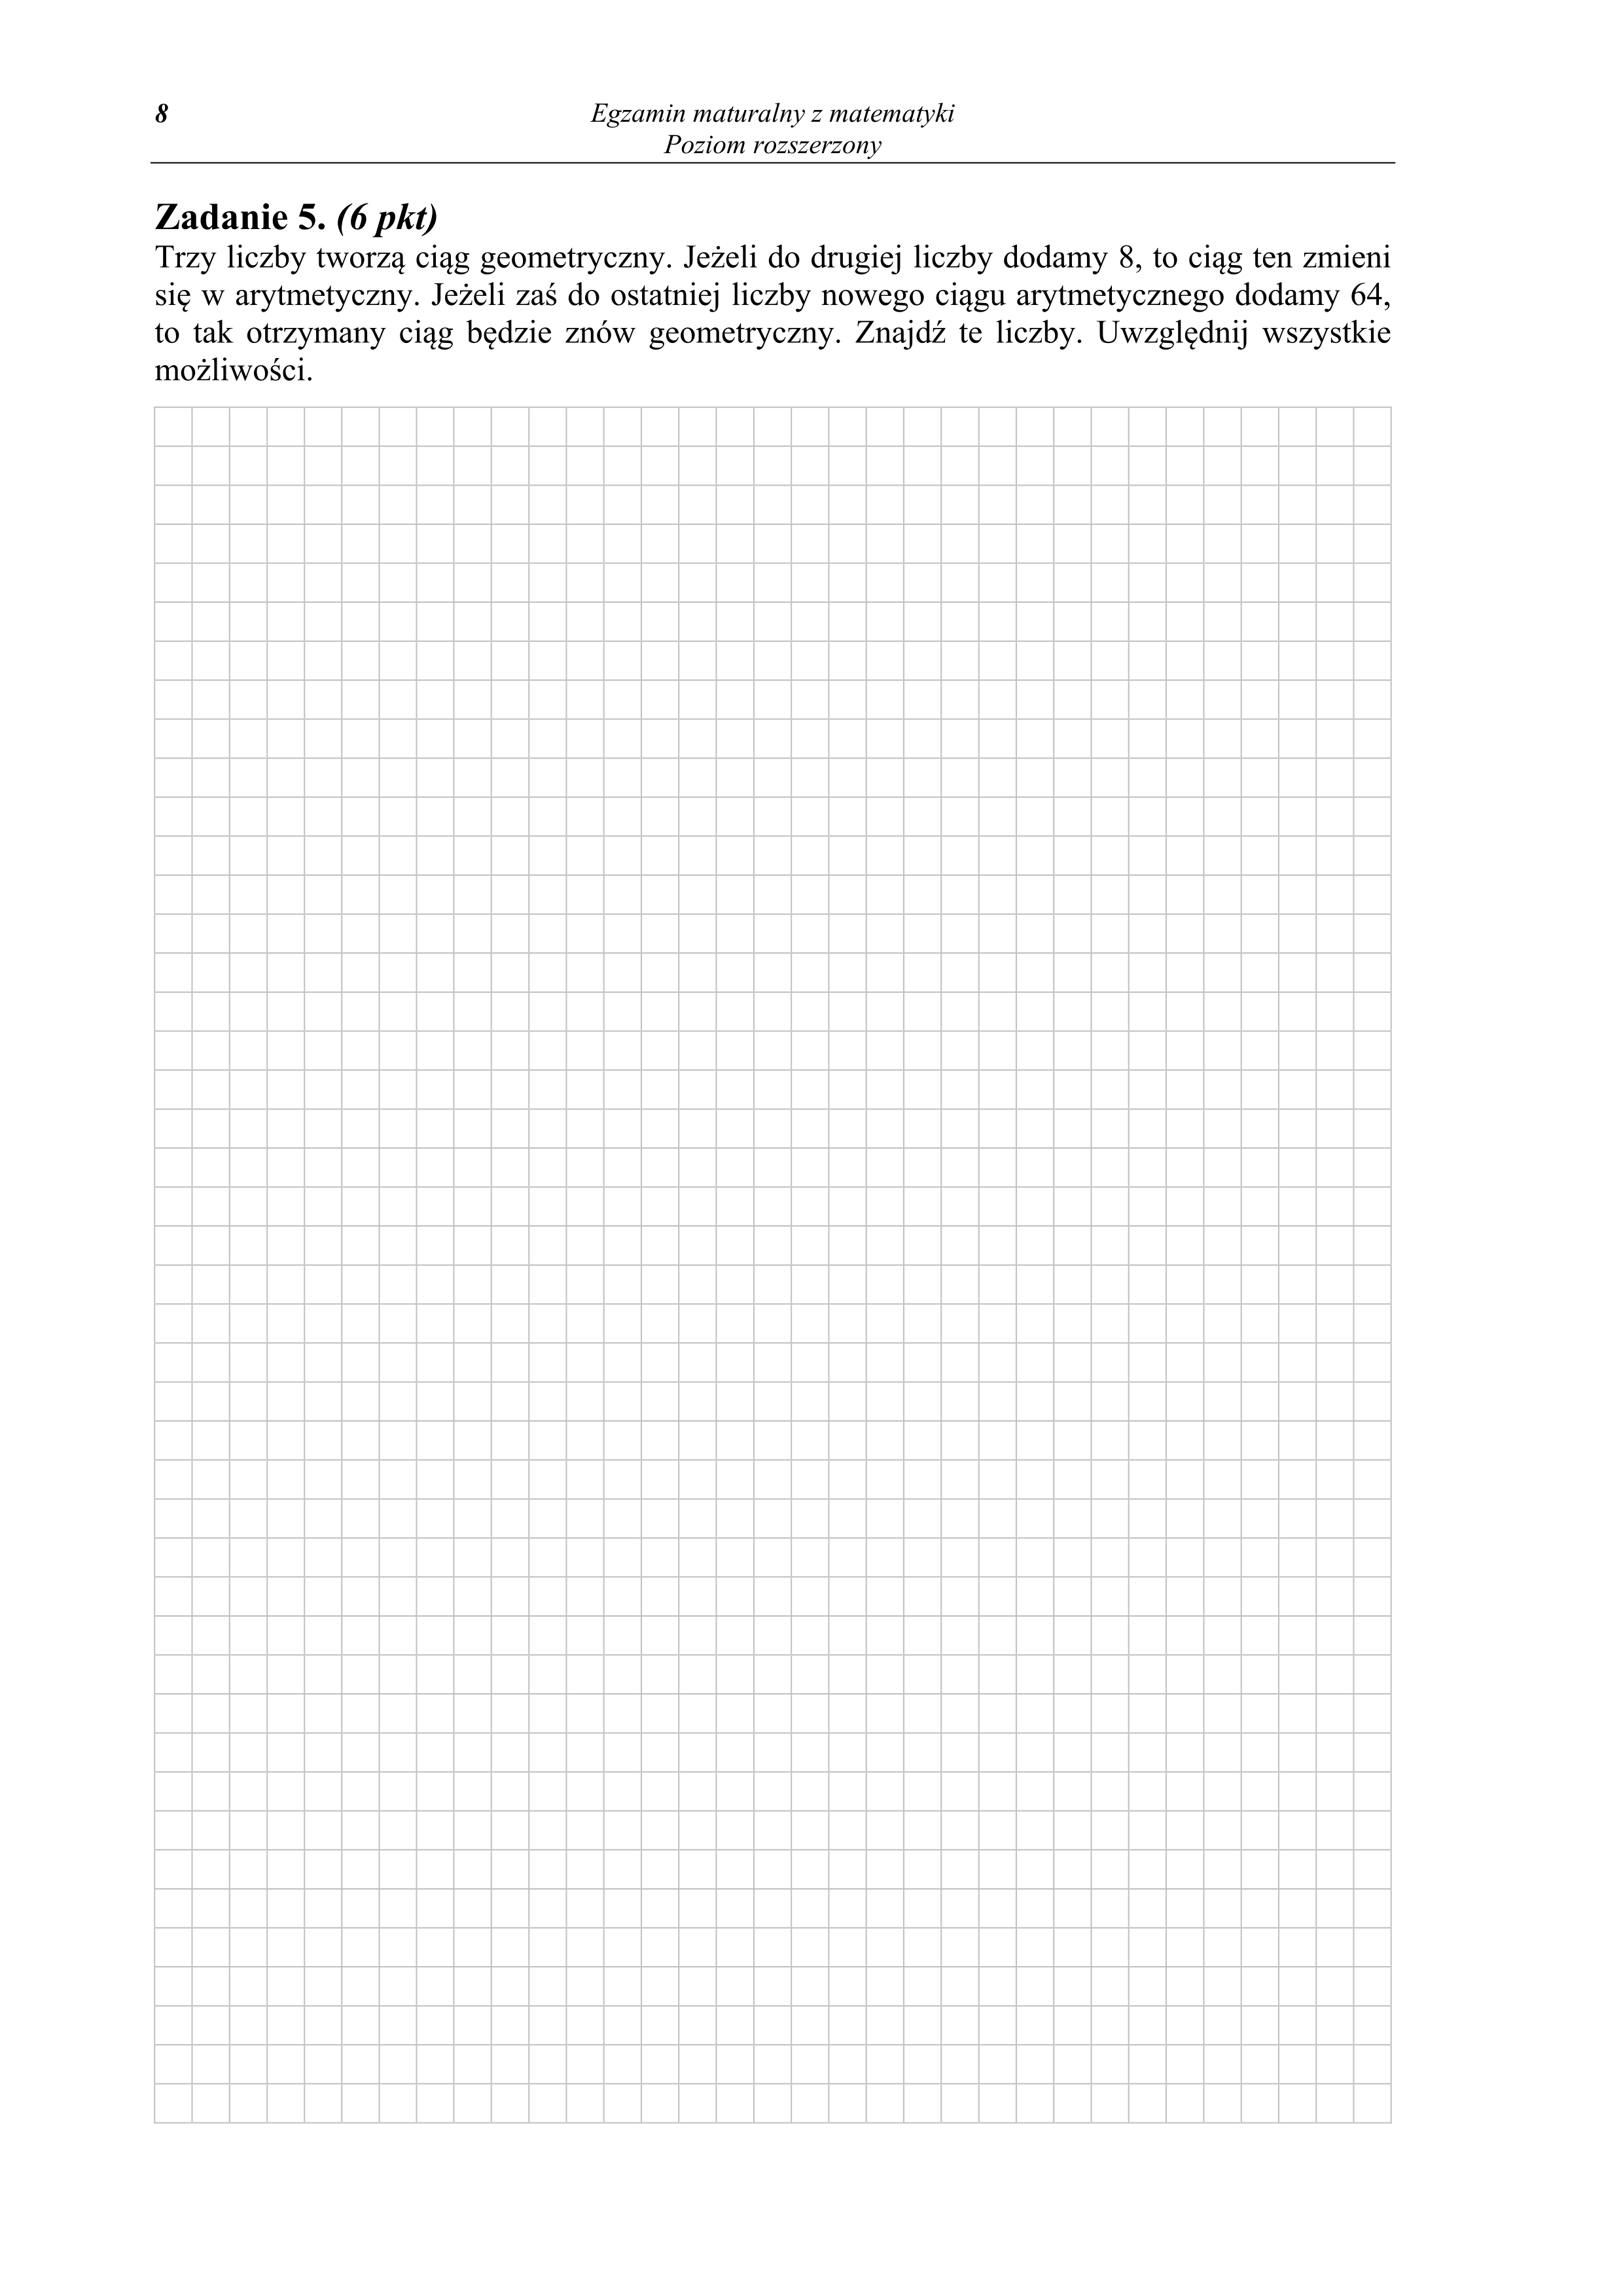 8
Egzamin maturalny z matematyki
Poziom rozszerzony
Zadanie 5. (6 pkt)
Trzy liczby tworzą ciąg geometryczny. Jeżeli do drugiej liczby dodamy 8, to ciąg ten zmieni
się w arytmetyczny. Jeżeli zaś do ostatniej liczby nowego ciągu arytmetycznego dodamy 64,
to tak otrzymany ciąg będzie znów geometryczny. Znajdź te liczby. Uwzględnij wszystkie
możliwości.